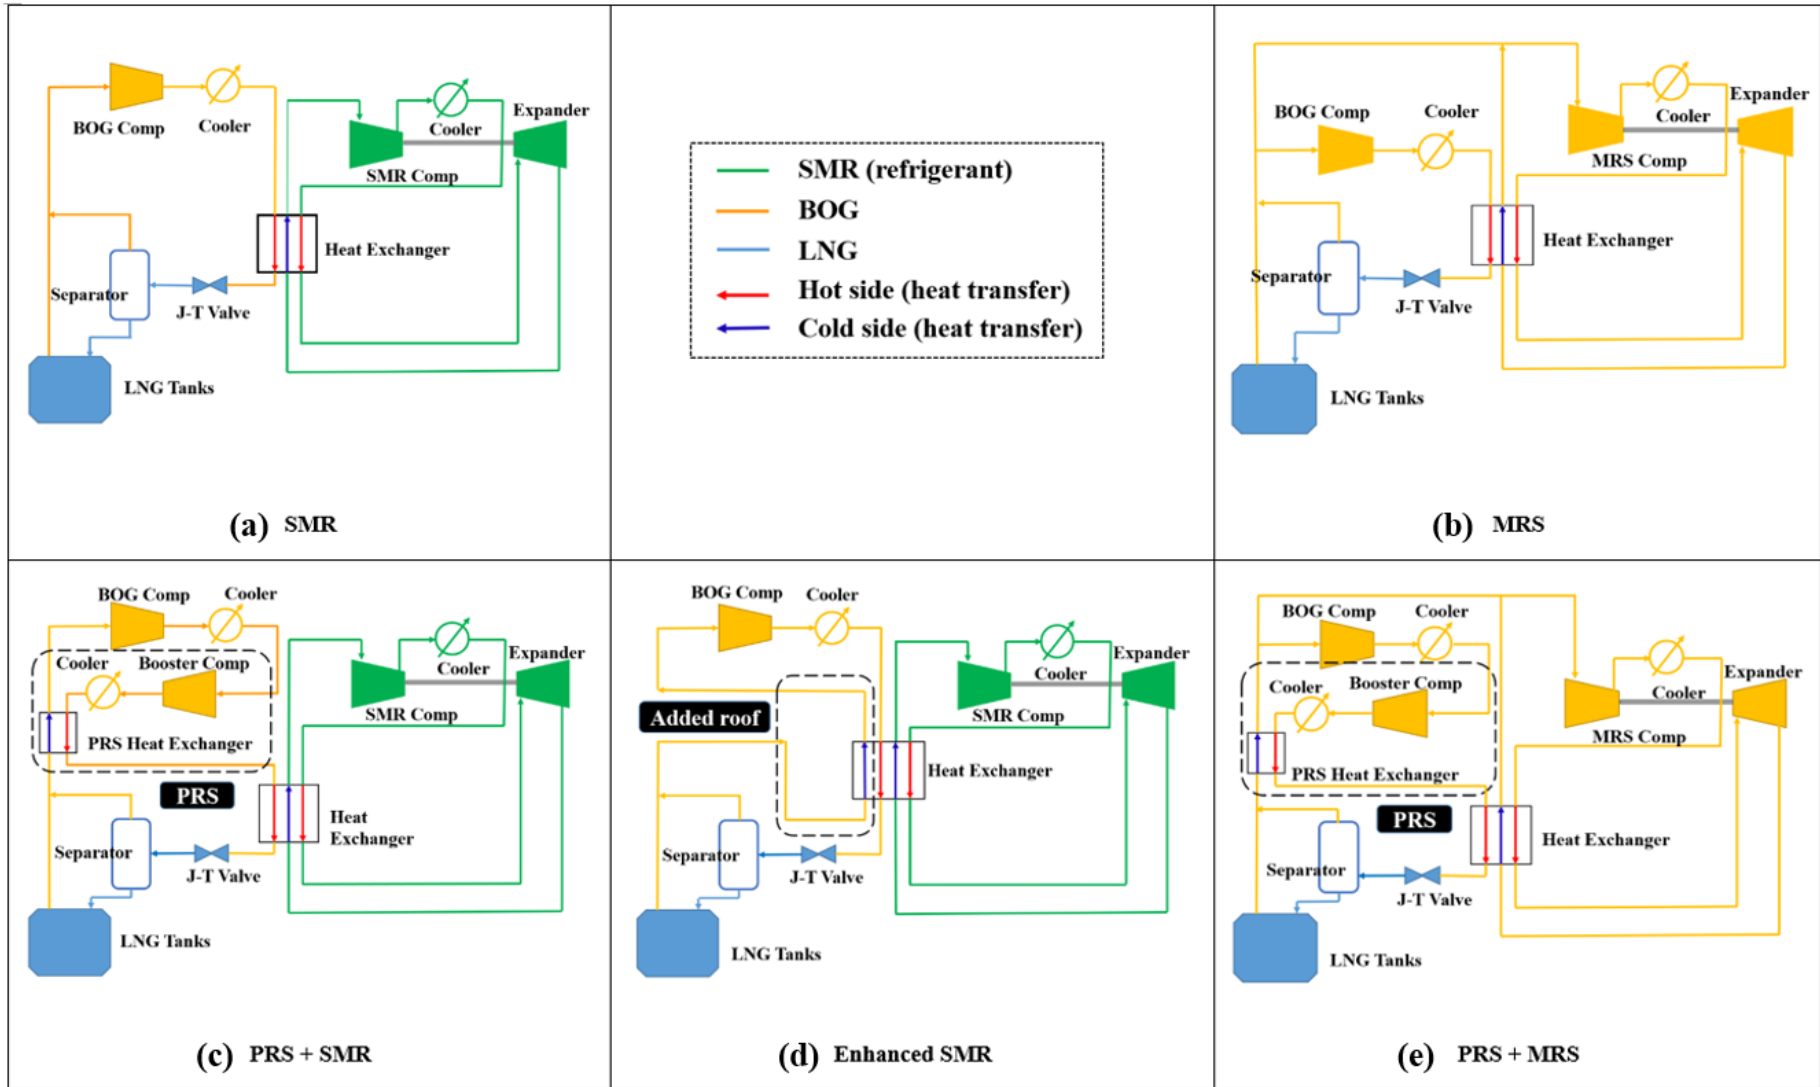 BOG Comp
Cooler
Expander
Cooler
SMR Comp
Heat Exchanger
Separator
J-T Valve
LNG Tanks
(a) SMR
SMR (refrigerant)
BOG
LNG
Hot side (heat transfer)
Cold side (heat transfer)
BOG Comp
Cooler
Expander
Cooler
MRS Comp
Heat Exchanger
Separator
J-T Valve
LNG Tanks
(b) MRS
BOG Comp
Cooler
Cooler
Booster Comp
PRS Heat Exchanger
PRS
Cooler
Expander
SMR Comp
Heat
Exchanger
Separator
J-T Valve
LNG Tanks
(c) PRS + SMR
BOG Comp
Cooler
Added roof
Cooler
Expander
SMR Comp
Heat Exchanger
Separator
J-T Valve
LNG Tanks
(d) Enhanced SMR
BOG Comp
Cooler
Cooler
Booster Comp
PRS Heat Exchanger
PRS
Expander
Cooler
MRS Comp
Heat Exchanger
Separator
J-T Valve
LNG Tanks
(e) PRS + MRS